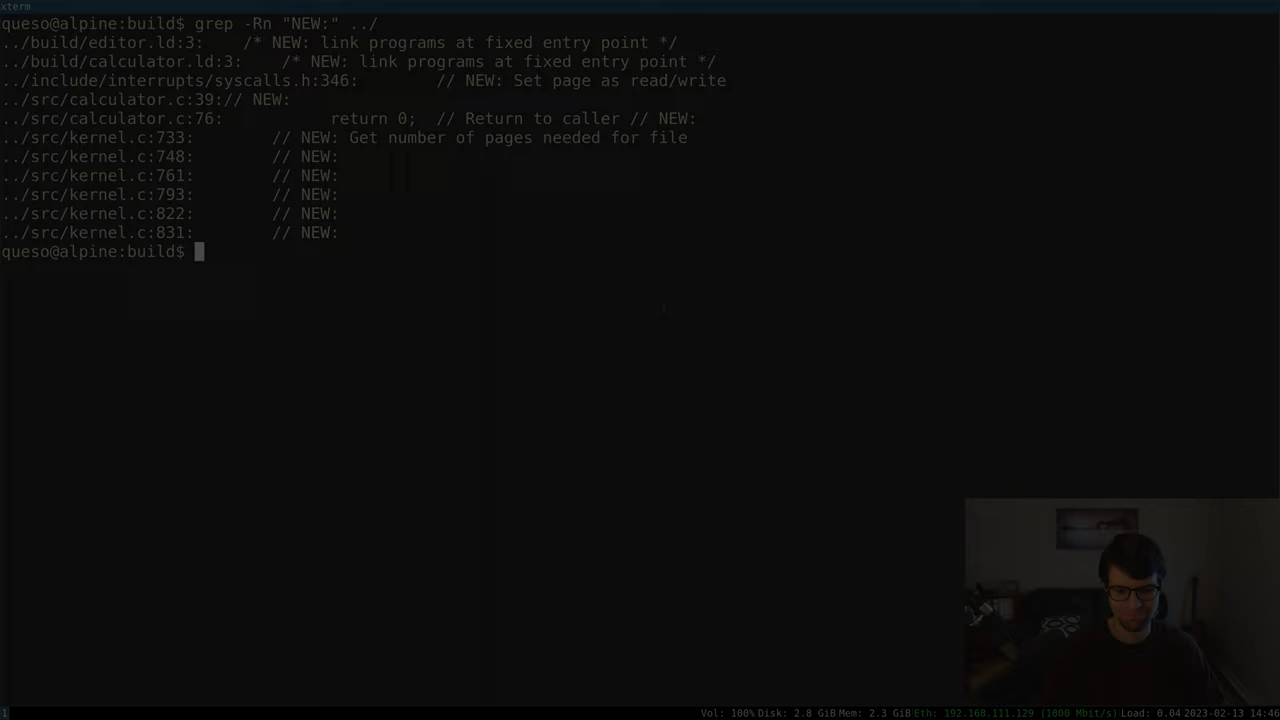 xterm
queso@alpine:build$ grep -Rn "NEW:" ../
../build/editor.ld:3:    /* NEW: link programs at fixed entry point */
../build/calculator.ld:3:    /* NEW: link programs at fixed entry point */
../include/interrupts/syscalls.h:346:        // NEW: Set page as read/write
../src/calculator.c:39:// NEW:
../src/calculator.c:76:           return 0;  // Return to caller // NEW:
../src/kernel.c:733:        // NEW: Get number of pages needed for file
../src/kernel.c:748:        // NEW:
../src/kernel.c:761:        // NEW:
../src/kernel.c:793:        // NEW:
../src/kernel.c:822:        // NEW:
../src/kernel.c:831:        // NEW:
queso@alpine:build$
1 Vol: 100% Disk: 2.8 GiB Mem: 2.3 GiB Eth: 192.168.111.129 (1000 Mbit/s) Load: 0.04 2023-02-13 14:46